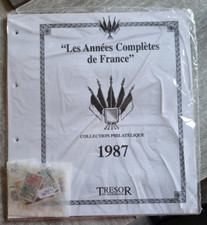 "Les Années Complètes
de France"
COLLECTION PHILATÉLIQUE
1987
TRESOR